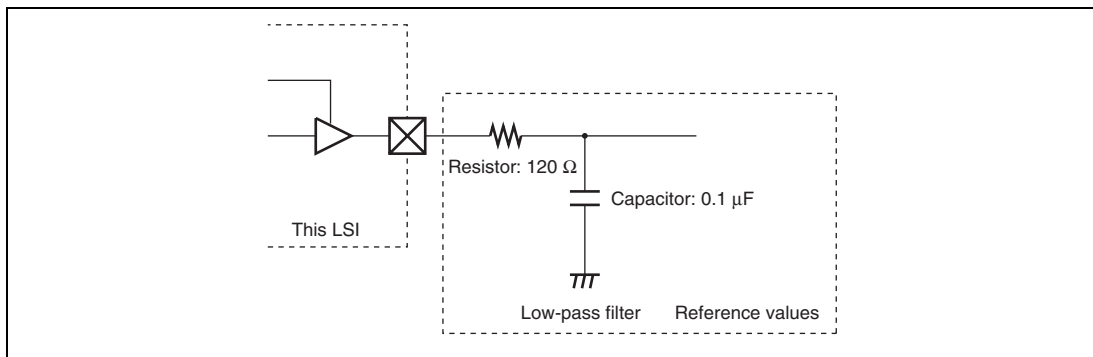 Resistor: 120 Ω
Capacitor: 0.1 μF
This LSI
Low-pass filter
Reference values